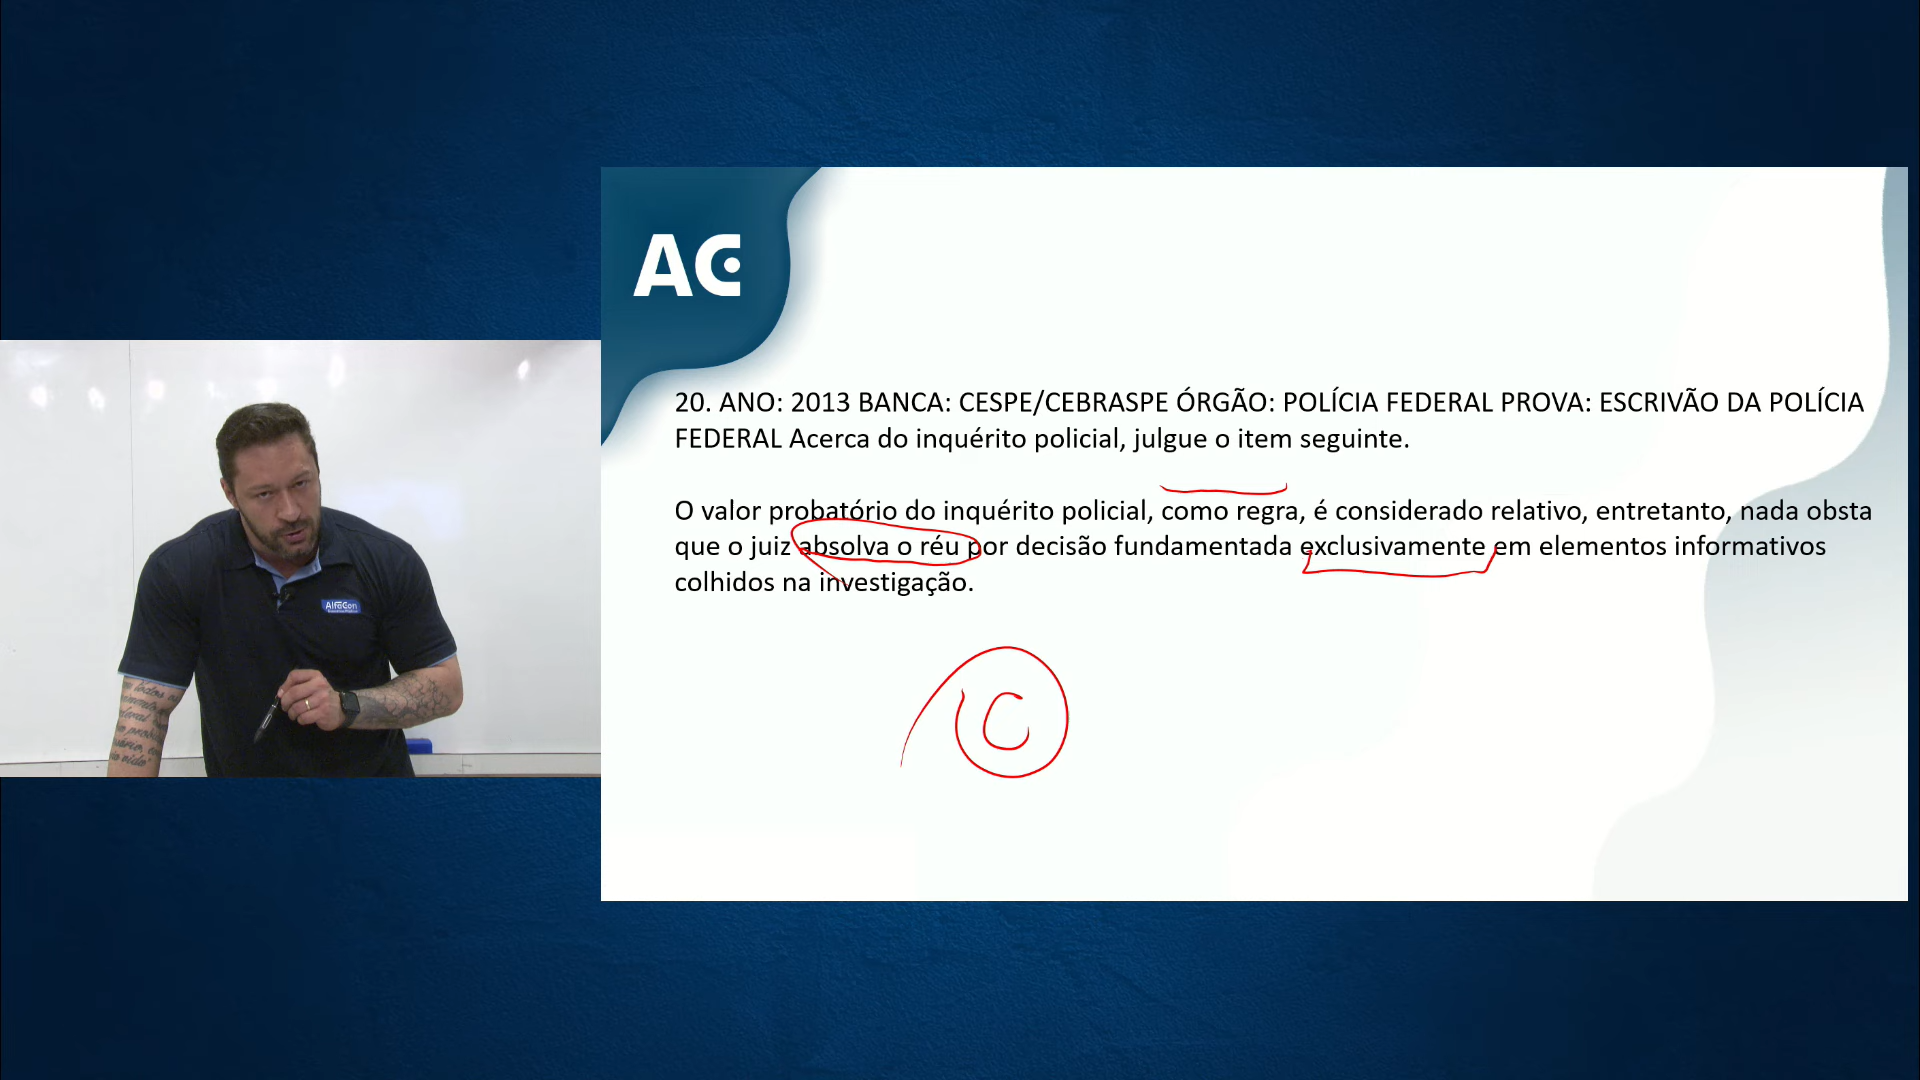 AC
20. ANO: 2013 BANCA: CESPE/CEBRASPE ÓRGÃO: POLÍCIA FEDERAL PROVA: ESCRIVÃO DA POLÍCIA
FEDERAL Acerca do inquérito policial, julgue o item seguinte.
O valor probatório do inquérito policial, como regra, é considerado relativo, entretanto, nada obsta
que o juiz absolva o réu por decisão fundamentada exclusivamente em elementos informativos
colhidos na investigação.
C
AlfaCon